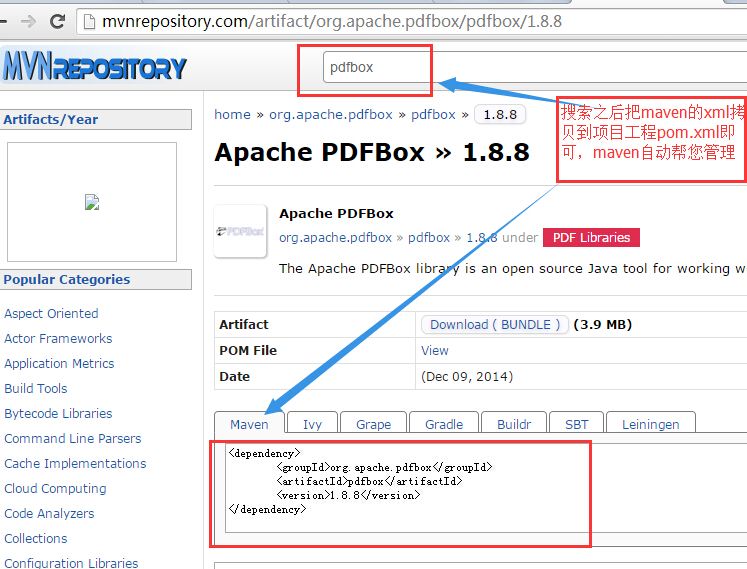 mvnrepository.com/artifact/org.apache.pdfbox/pdfbox/1.8.8
MVNREPOSITORY
pdfbox
搜索之后把maven的xml拷
贝到项目工程pom.xml即
可，maven自动帮您管理
Artifacts/Year
Popular Categories
Aspect Oriented
Actor Frameworks
Application Metrics
Build Tools
Bytecode Libraries
Command Line Parsers
Cache Implementations
Cloud Computing
Code Analyzers
Collections
Configuration Libraries
home » org.apache.pdfbox » pdfbox » 1.8.8
Apache PDFBox » 1.8.8
PDFBox
Apache PDFBox
org.apache.pdfbox » pdfbox » 1.8.8 under PDF Libraries
The Apache PDFBox library is an open source Java tool for working w
Artifact Download ( BUNDLE ) (3.9 MB)
POM File View
Date (Dec 09, 2014)
Maven Ivy Grape Gradle Buildr SBT Leiningen
<dependency>
<groupId>org.apache.pdfbox</groupId>
<artifactId>pdfbox</artifactId>
<version>1.8.8</version>
</dependency>